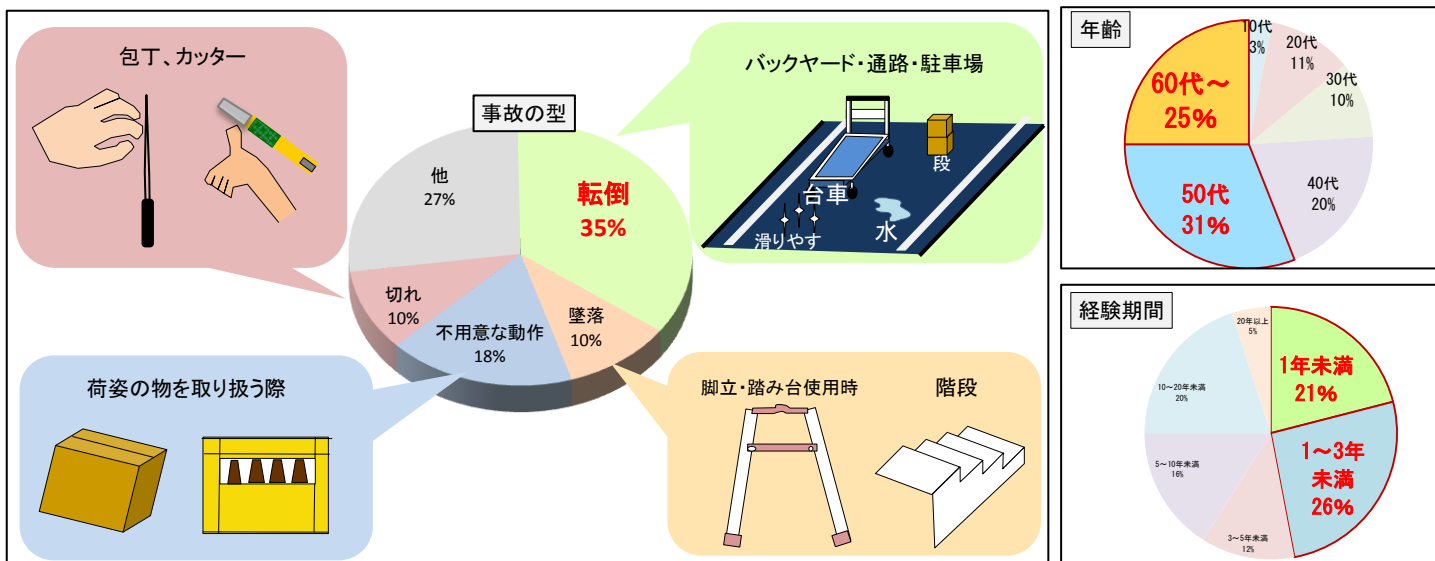 包丁、カッター
バックヤード・通路・駐車場
事故の型
段
台車
水
滑りやす
転倒
35%
他
27%
切れ
10%
不用意な動作
18%
墜落
10%
荷姿の物を取り扱う際
脚立・踏み台使用時
階段
年齢
10代
3%
20代
11%
30代
10%
40代
20%
50代
31%
60代～
25%
経験期間
1年未満
21%
1～3年
未満
26%
3～5年未満
12%
5～10年未満
16%
10～20年未満
20%
20年以上
5%